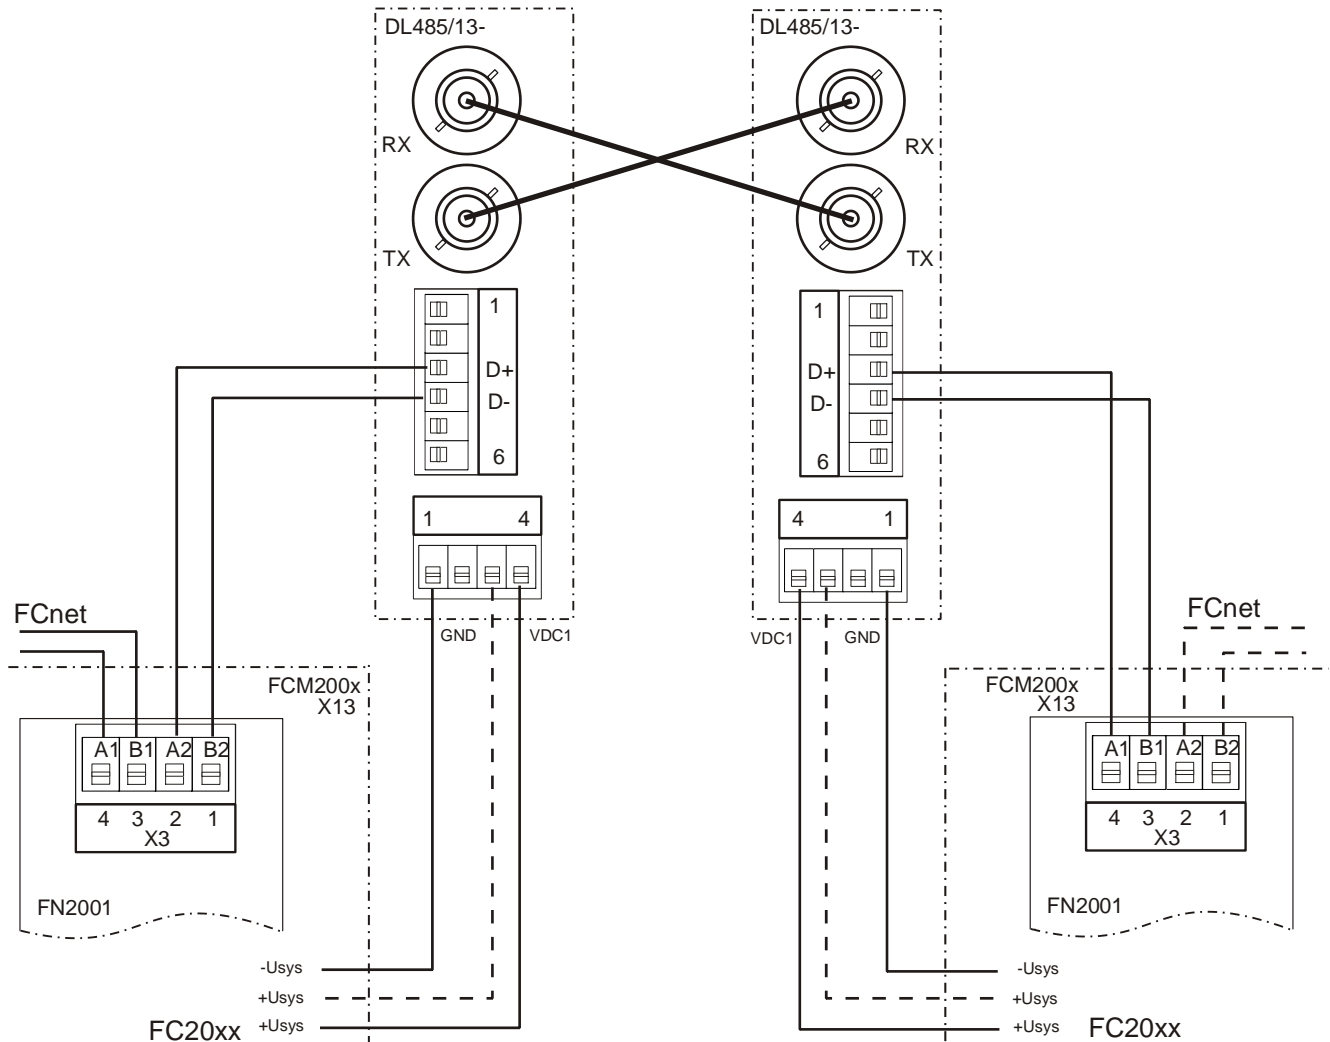 DL485/13-
RX
TX
1
D+
D-
6
1 4
GND
VDC1
FCnet
FCM200x
X13
A1 B1 A2 B2
4 3 2 1
X3
FN2001
-Usys
+Usys
FC20xx +Usys
DL485/13-
RX
TX
1
D+
D-
6
4 1
VDC1
GND
FCnet
FCM200x
X13
A1 B1 A2 B2
4 3 2 1
X3
FN2001
-Usys
+Usys
+Usys FC20xx